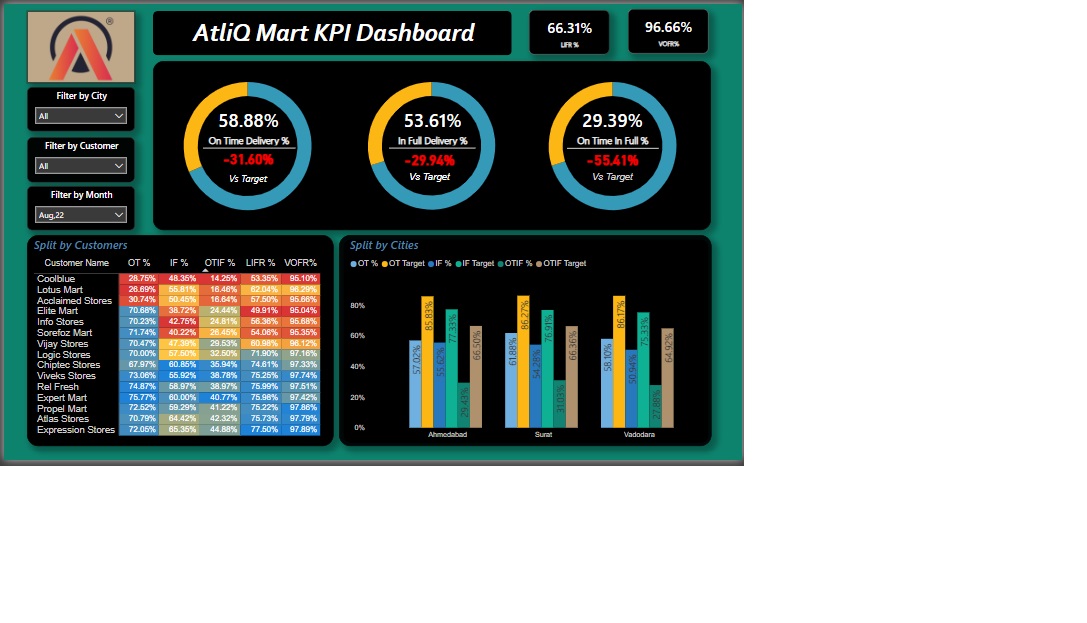 AtliQ Mart KPI Dashboard
66.31%
LIFR %
96.66%
VOFR%
®
Filter by City
All
Filter by Customer
All
Filter by Month
Aug,22
58.88%
On Time Delivery %
-31.60%
Vs Target
53.61%
In Full Delivery %
-29.94%
Vs Target
29.39%
On Time In Full %
-55.41%
Vs Target
Split by Customers
Customer Name OT % IF % OTIF % LIFR % VOFR%
Coolblue 28.75% 48.35% 14.25% 53.35% 95.10%
Lotus Mart 26.69% 55.81% 16.46% 62.04% 96.29%
Acclaimed Stores 30.74% 50.45% 16.64% 57.50% 95.66%
Elite Mart 70.68% 38.72% 24.44% 49.91% 95.04%
Info Stores 70.23% 42.75% 24.81% 56.36% 95.68%
Sorefoz Mart 71.74% 40.22% 26.45% 54.06% 95.35%
Vijay Stores 70.47% 47.39% 29.53% 60.98% 96.12%
Logic Stores 70.00% 57.50% 32.50% 71.90% 97.16%
Chiptec Stores 67.97% 60.85% 35.94% 74.61% 97.33%
Viveks Stores 73.06% 55.92% 38.78% 75.25% 97.74%
Rel Fresh 74.87% 58.97% 38.97% 75.99% 97.51%
Expert Mart 75.77% 60.00% 40.77% 75.98% 97.42%
Propel Mart 72.52% 59.29% 41.22% 75.22% 97.86%
Atlas Stores 70.79% 64.42% 42.32% 75.73% 97.79%
Expression Stores 72.05% 65.35% 44.88% 77.50% 97.89%
Split by Cities
OT % OT Target IF % IF Target OTIF % OTIF Target
80%
60%
40%
20%
0%
57.02% 85.83% 55.62% 77.33% 29.43% 66.50%
61.88% 86.27% 54.28% 76.91% 31.03% 66.36%
58.10% 86.17% 50.94% 75.33% 27.88% 64.92%
Ahmedabad Surat Vadodara